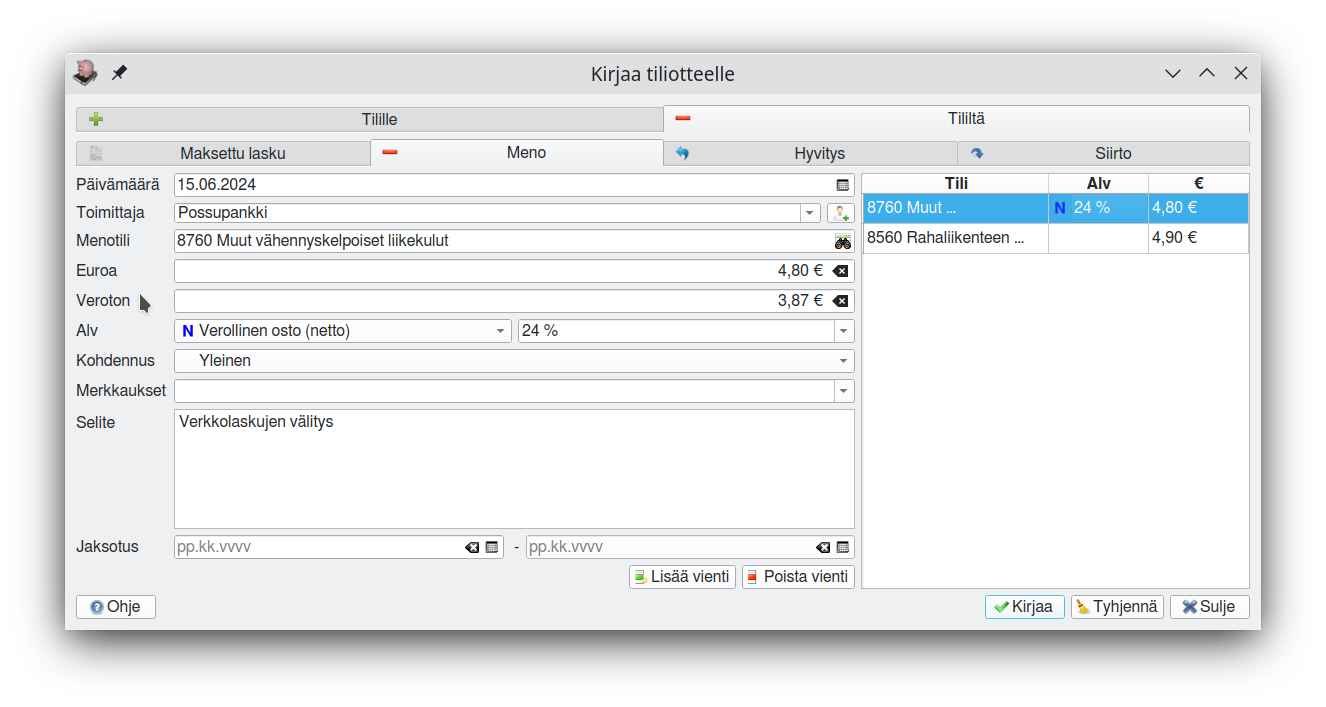 Kirjaa tiliotteelle
Tilille Tililtä
Maksettu lasku Meno Hyvitys Siirto
Päivämäärä 15.06.2024
Toimittaja Possupankki
Menotili 8760 Muut vähennyskelpoiset liikekulut
Euroa 4,80 €
Veroton 3,87 €
Alv N Verollinen osto (netto) 24 %
Kohdennus Yleinen
Merkkaukset
Selite Verkkolaskujen välitys
Jaksotus pp.kk.vvvv - pp.kk.vvvv
Lisää vienti Poista vienti
Tili Alv €
8760 Muut ... N 24 % 4,80 €
8560 Rahaliikenteen ... 4,90 €
Ohje Kirjaa Tyhjennä Sulje